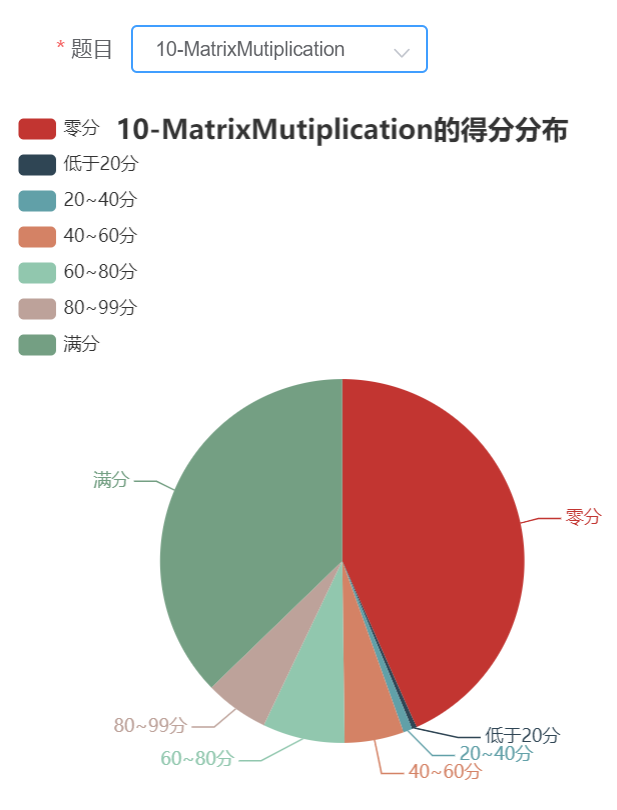 * 题目
10-MatrixMutiplication
10-MatrixMutiplication的得分分布
零分
低于20分
20~40分
40~60分
60~80分
80~99分
满分
满分
零分
80~99分
低于20分
20~40分
60~80分
40~60分